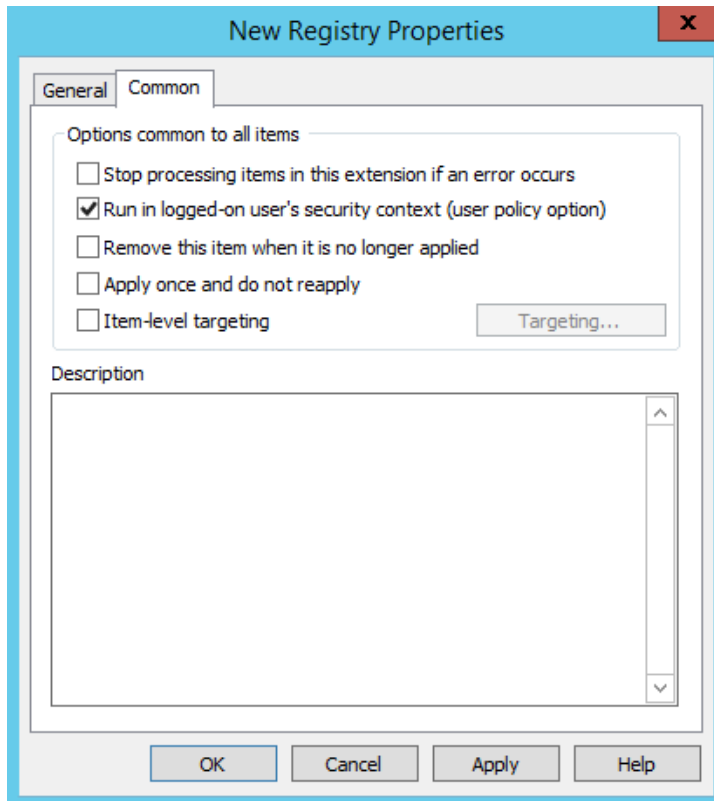 New Registry Properties
x
General
Common
Options common to all items
Stop processing items in this extension if an error occurs
Run in logged-on user's security context (user policy option)
Remove this item when it is no longer applied
Apply once and do not reapply
Item-level targeting
Targeting...
Description
OK
Cancel
Apply
Help